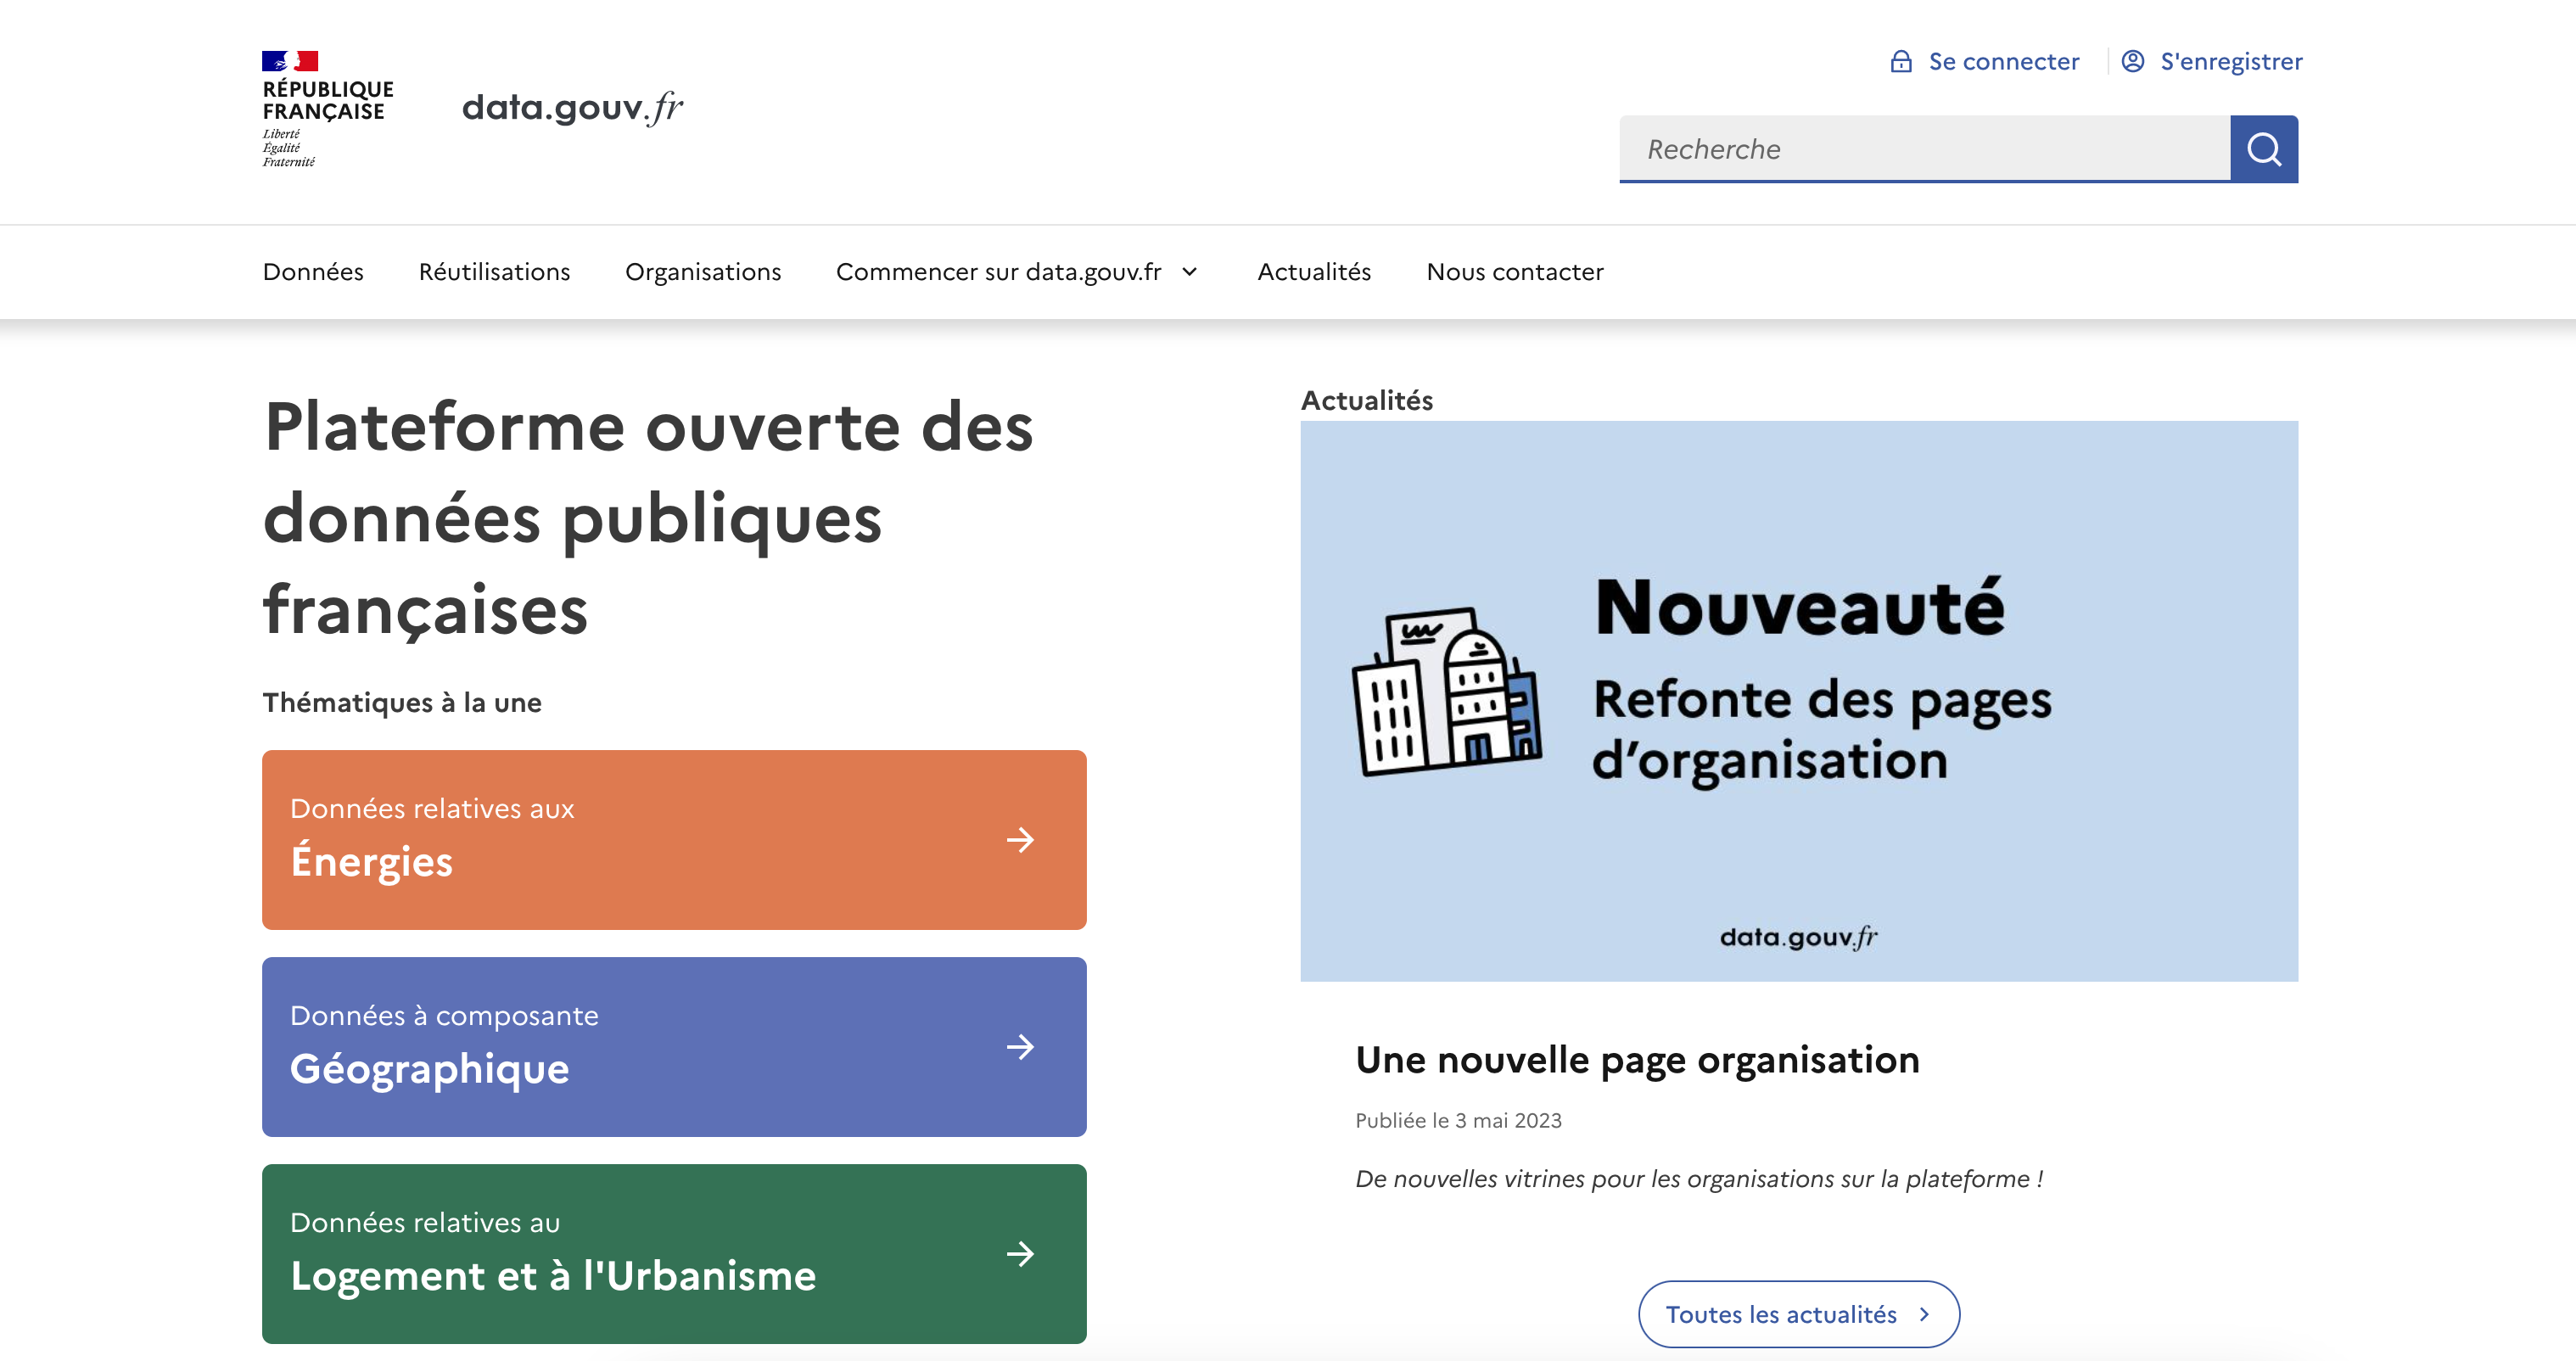 RÉPUBLIQUE
FRANÇAISE
Liberté
Égalité
Fraternité
data.gouv.fr
Se connecter
S'enregistrer
Recherche
Données
Réutilisations
Organisations
Commencer sur data.gouv.fr
Actualités
Nous contacter
Plateforme ouverte des
données publiques
françaises
Thématiques à la une
Données relatives aux
Énergies
Données à composante
Géographique
Données relatives au
Logement et à l'Urbanisme
Actualités
Nouveauté
Refonte des pages
d’organisation
data.gouv.fr
Une nouvelle page organisation
Publiée le 3 mai 2023
De nouvelles vitrines pour les organisations sur la plateforme !
Toutes les actualités